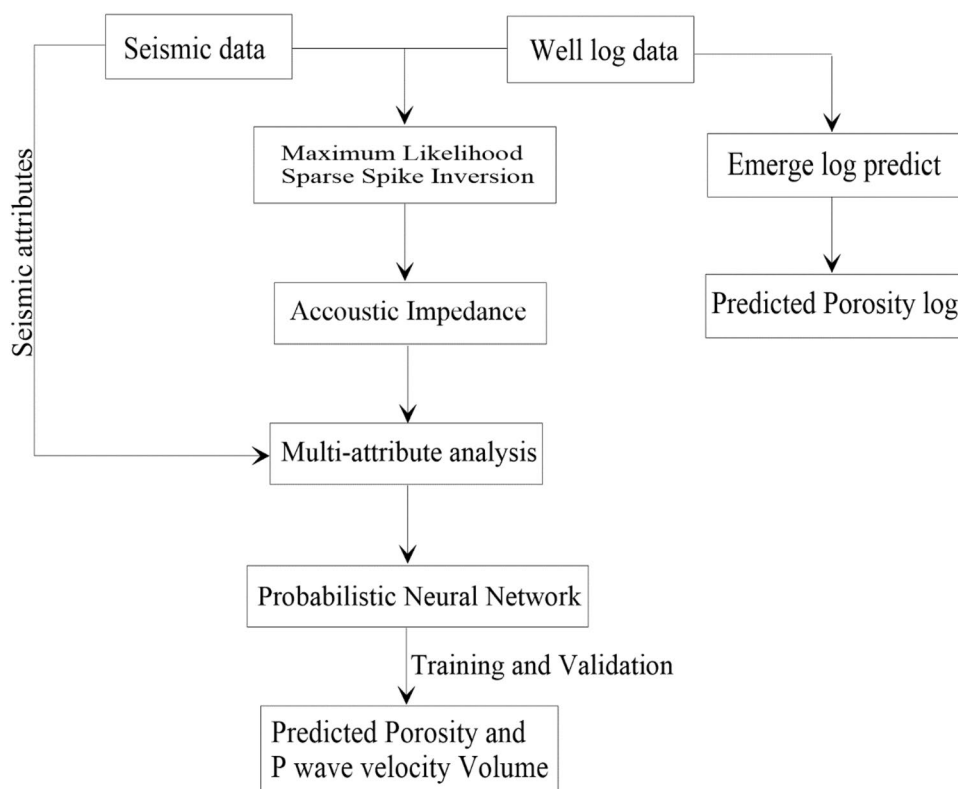 Seismic data
Well log data
Seismic attributes
Maximum Likelihood
Sparse Spike Inversion
Emerge log predict
Accoustic Impedance
Predicted Porosity log
Multi-attribute analysis
Probabilistic Neural Network
Training and Validation
Predicted Porosity and
P wave velocity Volume